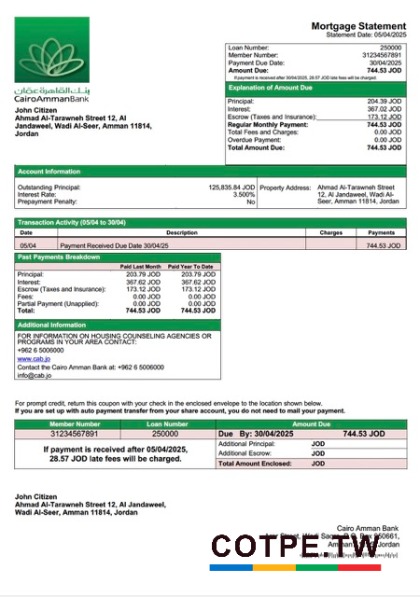 Mortgage Statement
Statement Date: 05/04/2025
بنك القاهرة عمان
CairoAmmanBank
John Citizen
Ahmad Al-Tarawneh Street 12, Al
Jandaweel, Wadi Al-Seer, Amman 11814,
Jordan
Loan Number: 250000
Member Number: 31234567891
Payment Due Date: 30/04/2025
Amount Due: 744.53 JOD
If payment is received after 30/04/2025, 28.57 JOD late fees will be charged.
Explanation of Amount Due
Principal: 204.39 JOD
Interest: 367.02 JOD
Escrow (Taxes and Insurance): 173.12 JOD
Regular Monthly Payment: 744.53 JOD
Total Fees and Charges: 0.00 JOD
Overdue Payment: 0.00 JOD
Total Amount Due: 744.53 JOD
Account Information
Outstanding Principal: 125,835.84 JOD
Interest Rate: 3.500%
Prepayment Penalty: No
Property Address: Ahmad Al-Tarawneh Street
12, Al Jandaweel, Wadi Al-
Seer, Amman 11814, Jordan
Transaction Activity (05/04 to 30/04)
Date Description Charges Payments
05/04 Payment Received Due Date 30/04/25 744.53 JOD
Past Payments Breakdown
Paid Last Month Paid Year To Date
Principal: 203.79 JOD 203.79 JOD
Interest: 367.62 JOD 367.62 JOD
Escrow (Taxes and Insurance): 173.12 JOD 173.12 JOD
Fees: 0.00 JOD 0.00 JOD
Partial Payment (Unapplied): 0.00 JOD 0.00 JOD
Total: 744.53 JOD 744.53 JOD
Additional Information
FOR INFORMATION ON HOUSING COUNSELING AGENCIES OR
PROGRAMS IN YOUR AREA CONTACT:
+962 6 5006000
www.cab.jo
Contact the Cairo Amman Bank at: +962 6 5006000
info@cab.jo
For prompt credit, return this coupon with your check in the enclosed envelope to the location shown below.
If you are set up with auto payment transfer from your share account, you do not need to mail your payment.
Member Number Loan Number Amount Due
31234567891 250000 Due By: 30/04/2025 744.53 JOD
If payment is received after 05/04/2025,
28.57 JOD late fees will be charged.
Additional Principal: JOD
Additional Escrow: JOD
Total Amount Enclosed: JOD
John Citizen
Ahmad Al-Tarawneh Street 12, Al Jandaweel,
Wadi Al-Seer, Amman 11814, Jordan
Cairo Amman Bank
Street, Wadi Box 950661,
Jordan
COTPE.TW